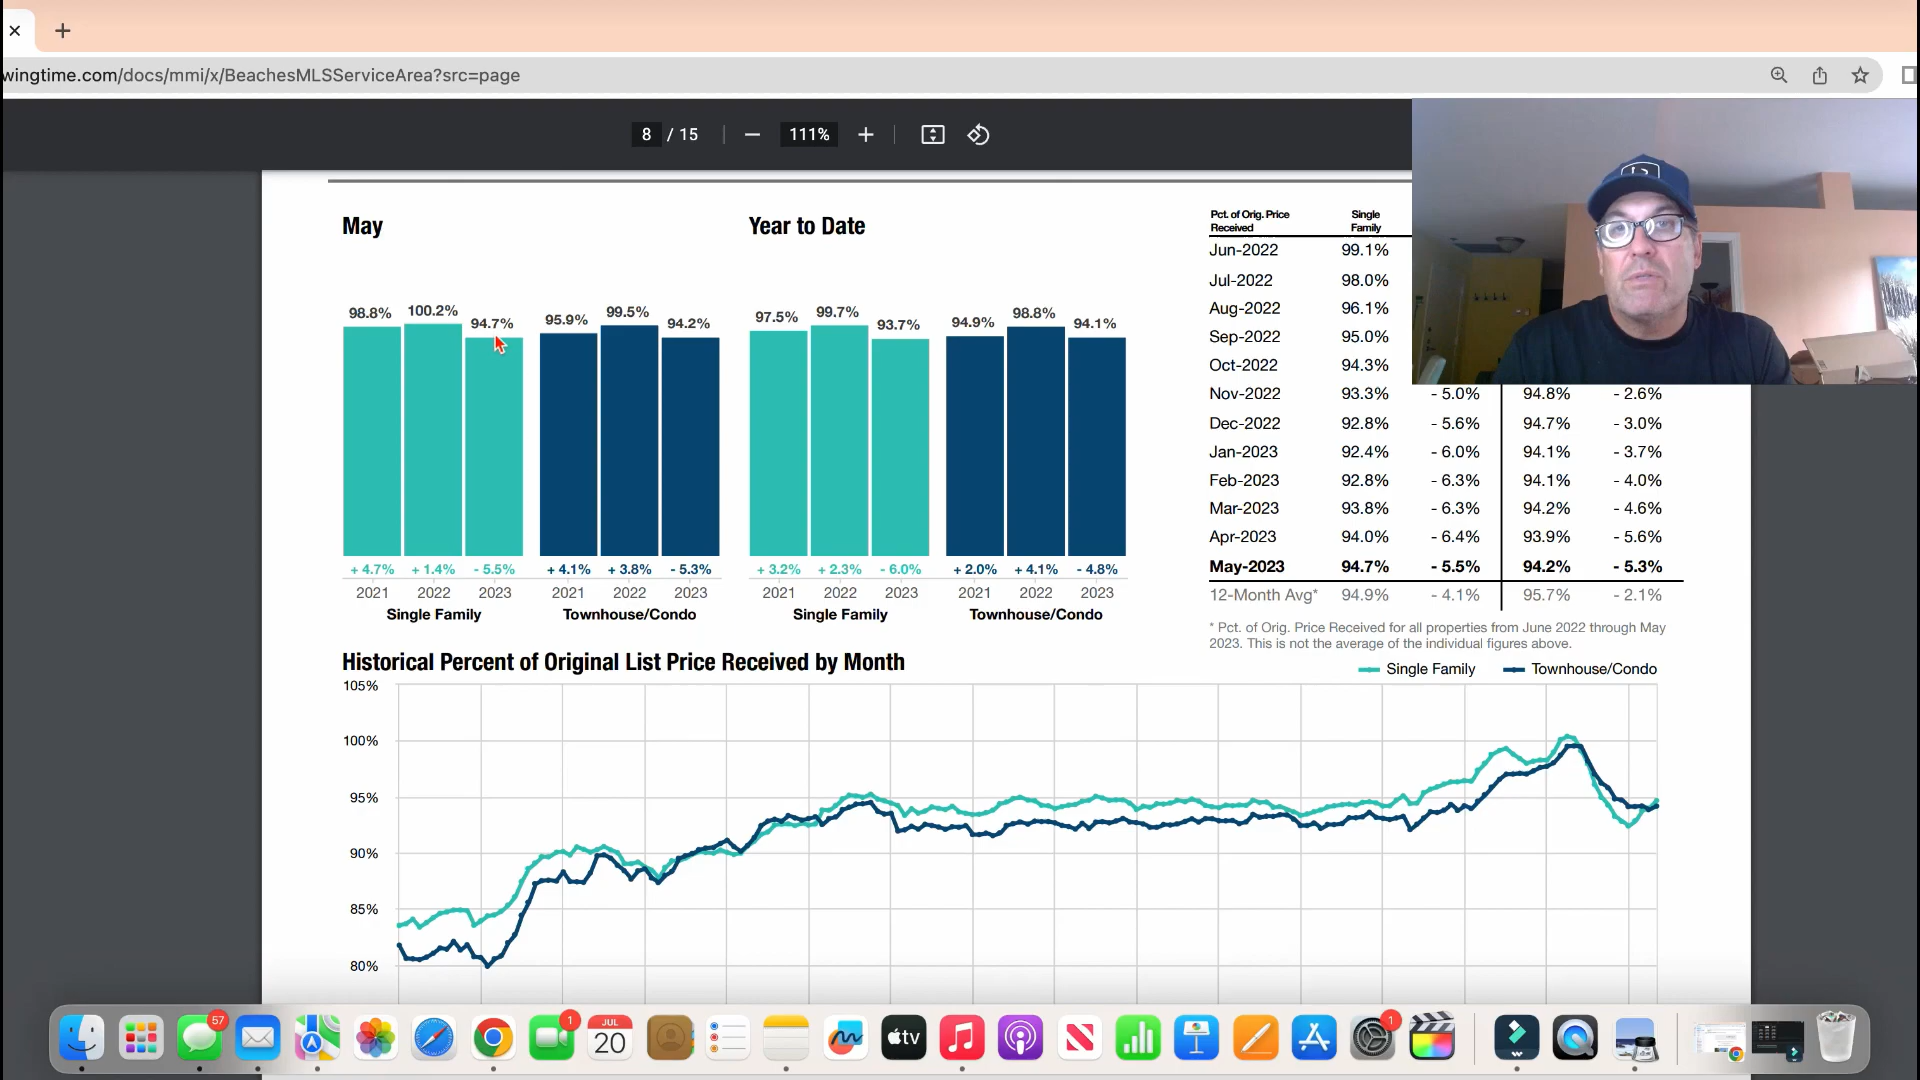 wingtime.com/docs/mmi/x/BeachesMLSServiceArea?src=page
8 / 15 111%
May
98.8% 100.2% 94.7% 95.9% 99.5% 94.2%
+ 4.7% + 1.4% - 5.5% + 4.1% + 3.8% - 5.3%
2021 2022 2023 2021 2022 2023
Single Family Townhouse/Condo
Year to Date
97.5% 99.7% 93.7% 94.9% 98.8% 94.1%
+ 3.2% + 2.3% - 6.0% + 2.0% + 4.1% - 4.8%
2021 2022 2023 2021 2022 2023
Single Family Townhouse/Condo
Pct. of Orig. Price Single
Received Family
Jun-2022 99.1%
Jul-2022 98.0%
Aug-2022 96.1%
Sep-2022 95.0%
Oct-2022 94.3%
Nov-2022 93.3% - 5.0% 94.8% - 2.6%
Dec-2022 92.8% - 5.6% 94.7% - 3.0%
Jan-2023 92.4% - 6.0% 94.1% - 3.7%
Feb-2023 92.8% - 6.3% 94.1% - 4.0%
Mar-2023 93.8% - 6.3% 94.2% - 4.6%
Apr-2023 94.0% - 6.4% 93.9% - 5.6%
May-2023 94.7% - 5.5% 94.2% - 5.3%
12-Month Avg* 94.9% - 4.1% 95.7% - 2.1%
* Pct. of Orig. Price Received for all properties from June 2022 through May
2023. This is not the average of the individual figures above.
Historical Percent of Original List Price Received by Month
Single Family Townhouse/Condo
105%
100%
95%
90%
85%
80%
57
1
JUL
20
tv
1